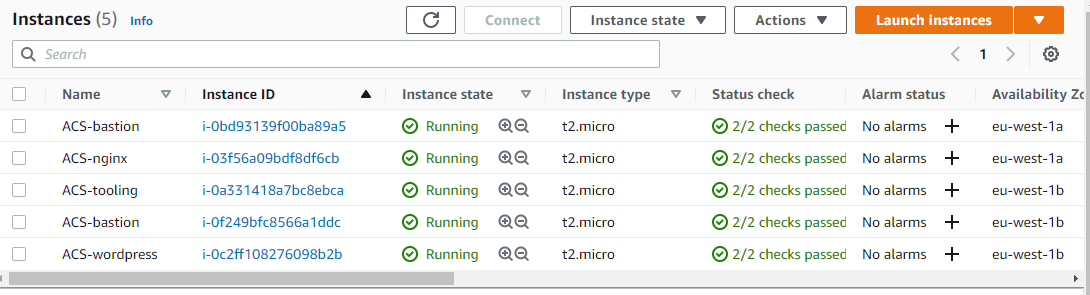 Instances (5) Info Connect Instance state Actions Launch instances
Search 1
Name Instance ID Instance state Instance type Status check Alarm status Availability Zo
ACS-bastion i-0bd93139f00ba89a5 Running t2.micro 2/2 checks passed No alarms eu-west-1a
ACS-nginx i-03f56a09bdf8df6cb Running t2.micro 2/2 checks passed No alarms eu-west-1a
ACS-tooling i-0a331418a7bc8ebca Running t2.micro 2/2 checks passed No alarms eu-west-1b
ACS-bastion i-0f249bfc8566a1ddc Running t2.micro 2/2 checks passed No alarms eu-west-1b
ACS-wordpress i-0c2ff108276098b2b Running t2.micro 2/2 checks passed No alarms eu-west-1b